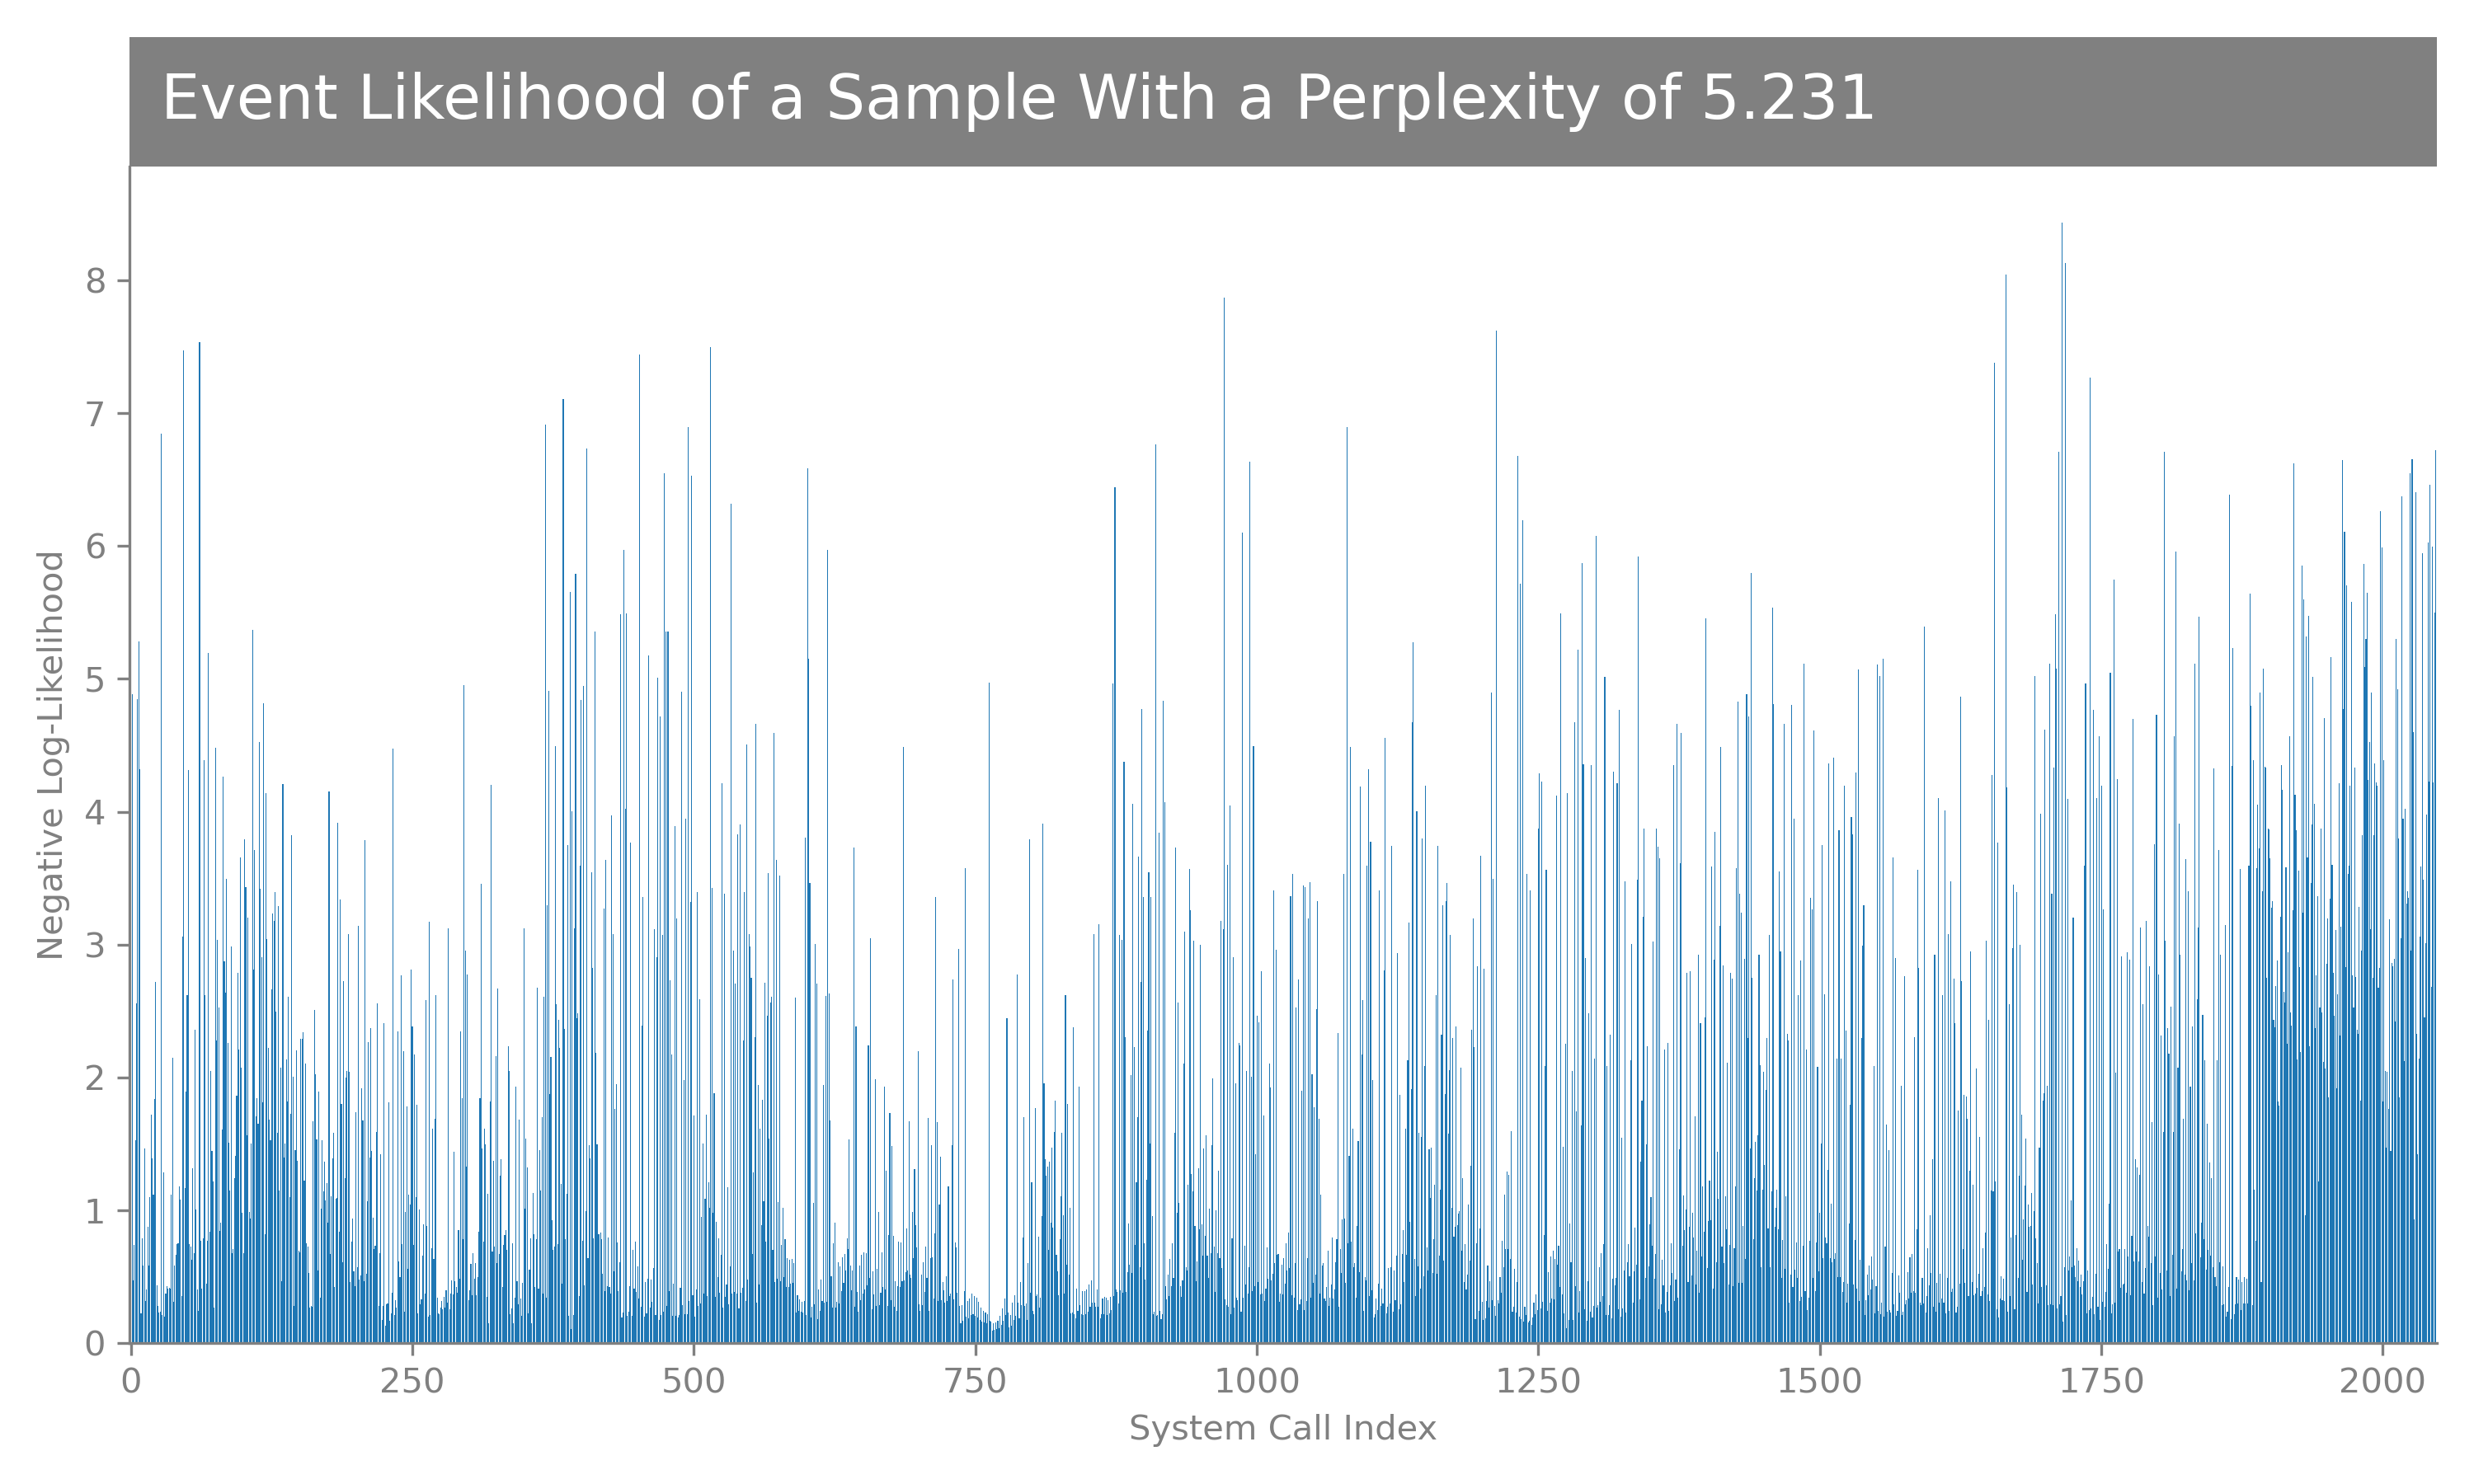 Event Likelihood of a Sample With a Perplexity of 5.231
8
7
6
5
4
3
2
1
0
Negative Log-Likelihood
0 250 500 750 1000 1250 1500 1750 2000
System Call Index